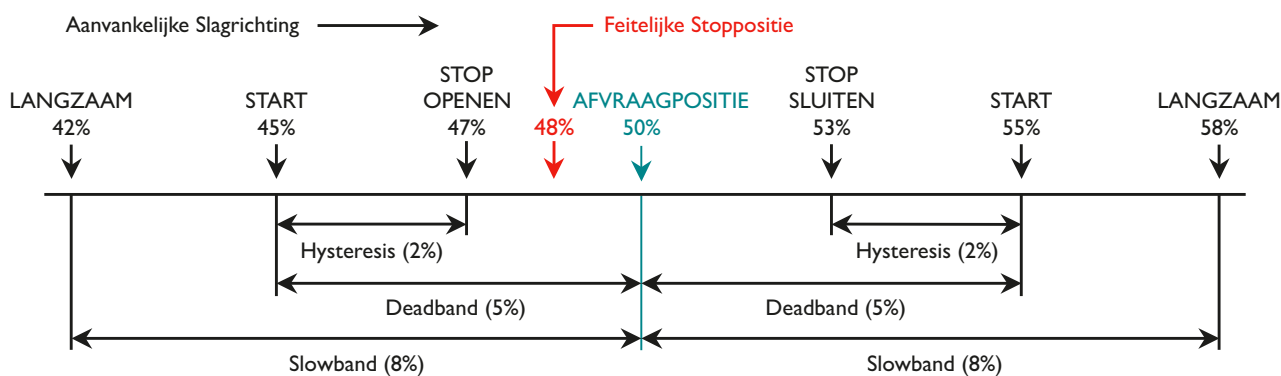 Aanvankelijke Slagrichting
Feitelijke Stoppositie
LANGZAAM
42%
START
45%
STOP
OPENEN
47%
48%
AFVRAAGPOSITIE
50%
STOP
SLUITEN
53%
START
55%
LANGZAAM
58%
Hysteresis (2%)
Hysteresis (2%)
Deadband (5%)
Deadband (5%)
Slowband (8%)
Slowband (8%)